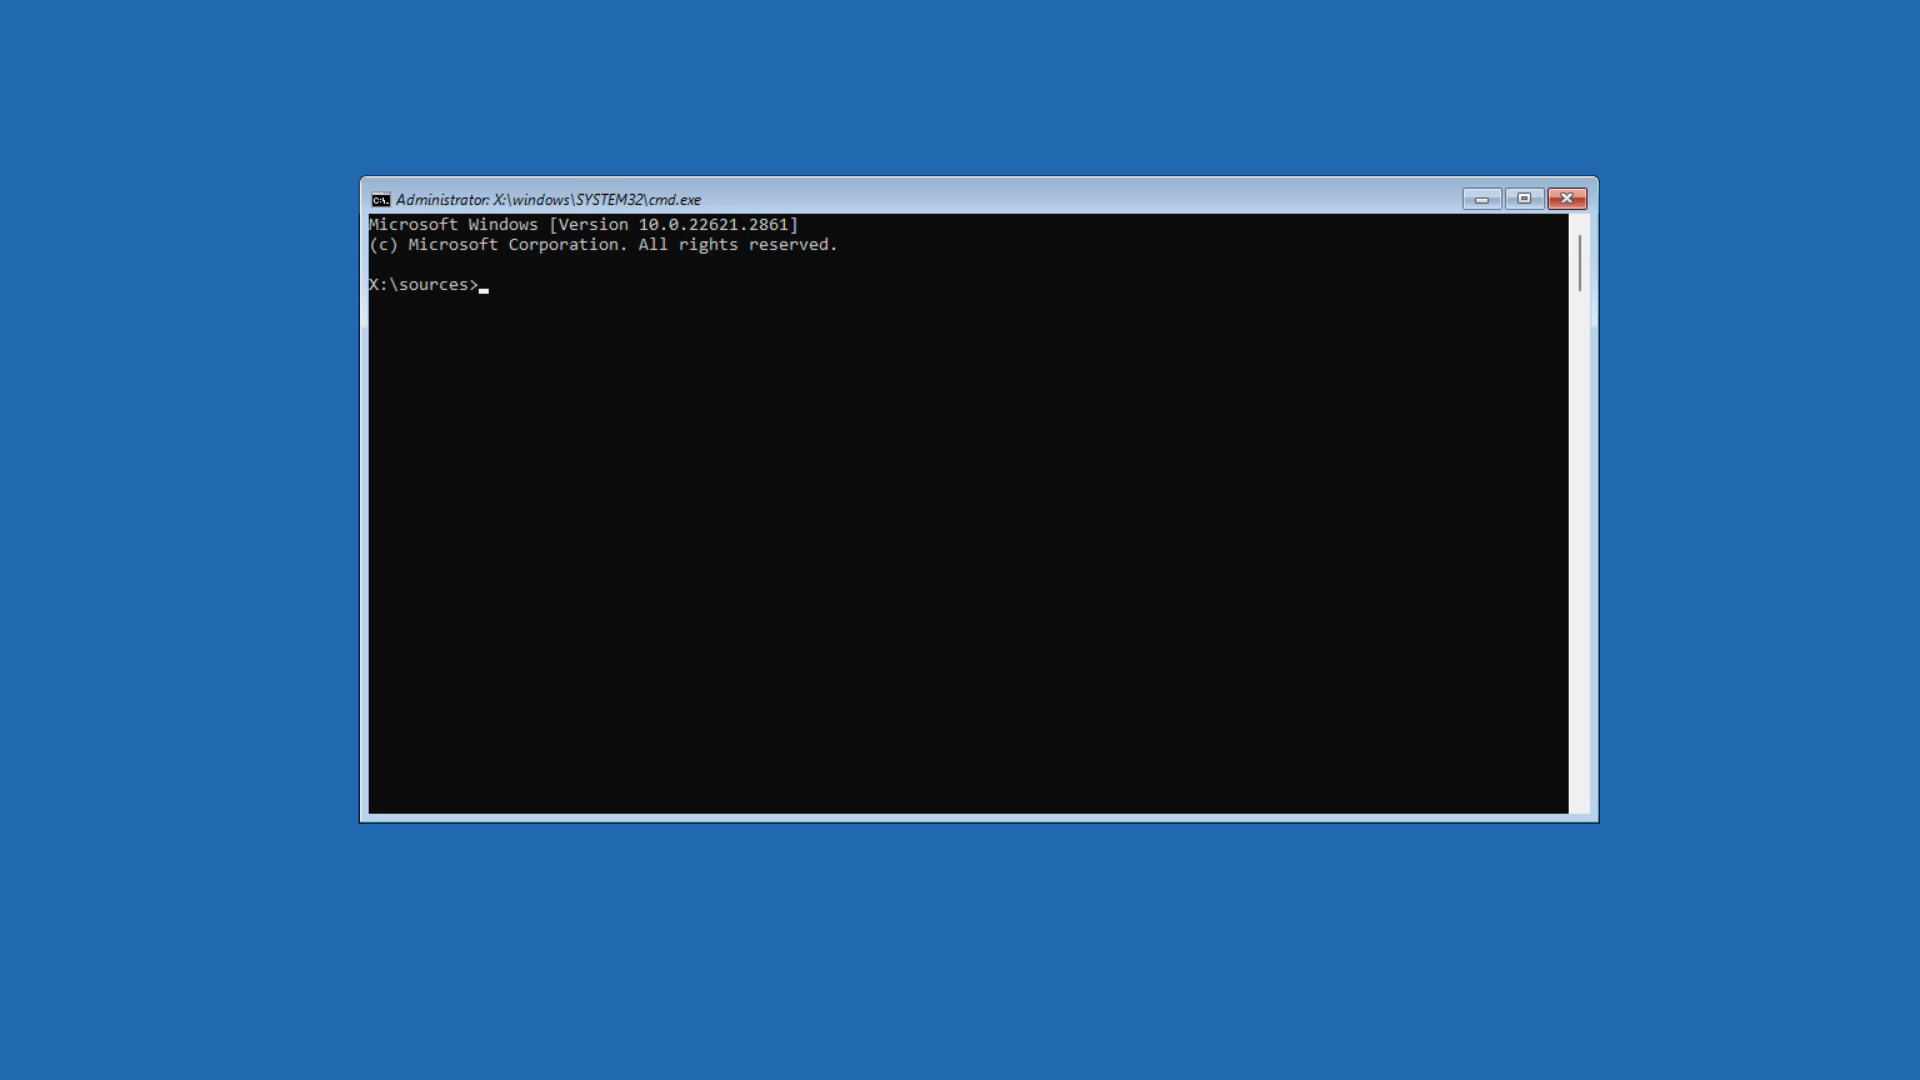 Administrator: X:\windows\SYSTEM32\cmd.exe
Microsoft Windows [Version 10.0.22621.2861]
(c) Microsoft Corporation. All rights reserved.
X:\sources>